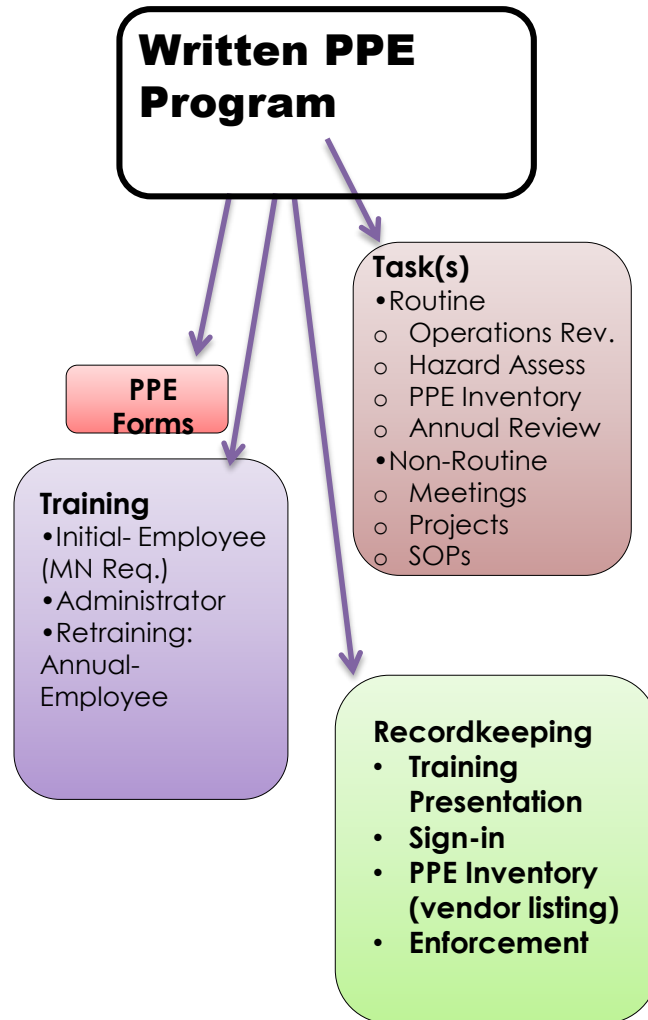 Written PPE
Program
Task(s)
•Routine
o Operations Rev.
o Hazard Assess
o PPE Inventory
o Annual Review
•Non-Routine
o Meetings
o Projects
o SOPs
PPE
Forms
Training
•Initial- Employee
(MN Req.)
•Administrator
•Retraining:
Annual-
Employee
Recordkeeping
• Training
Presentation
• Sign-in
• PPE Inventory
(vendor listing)
• Enforcement